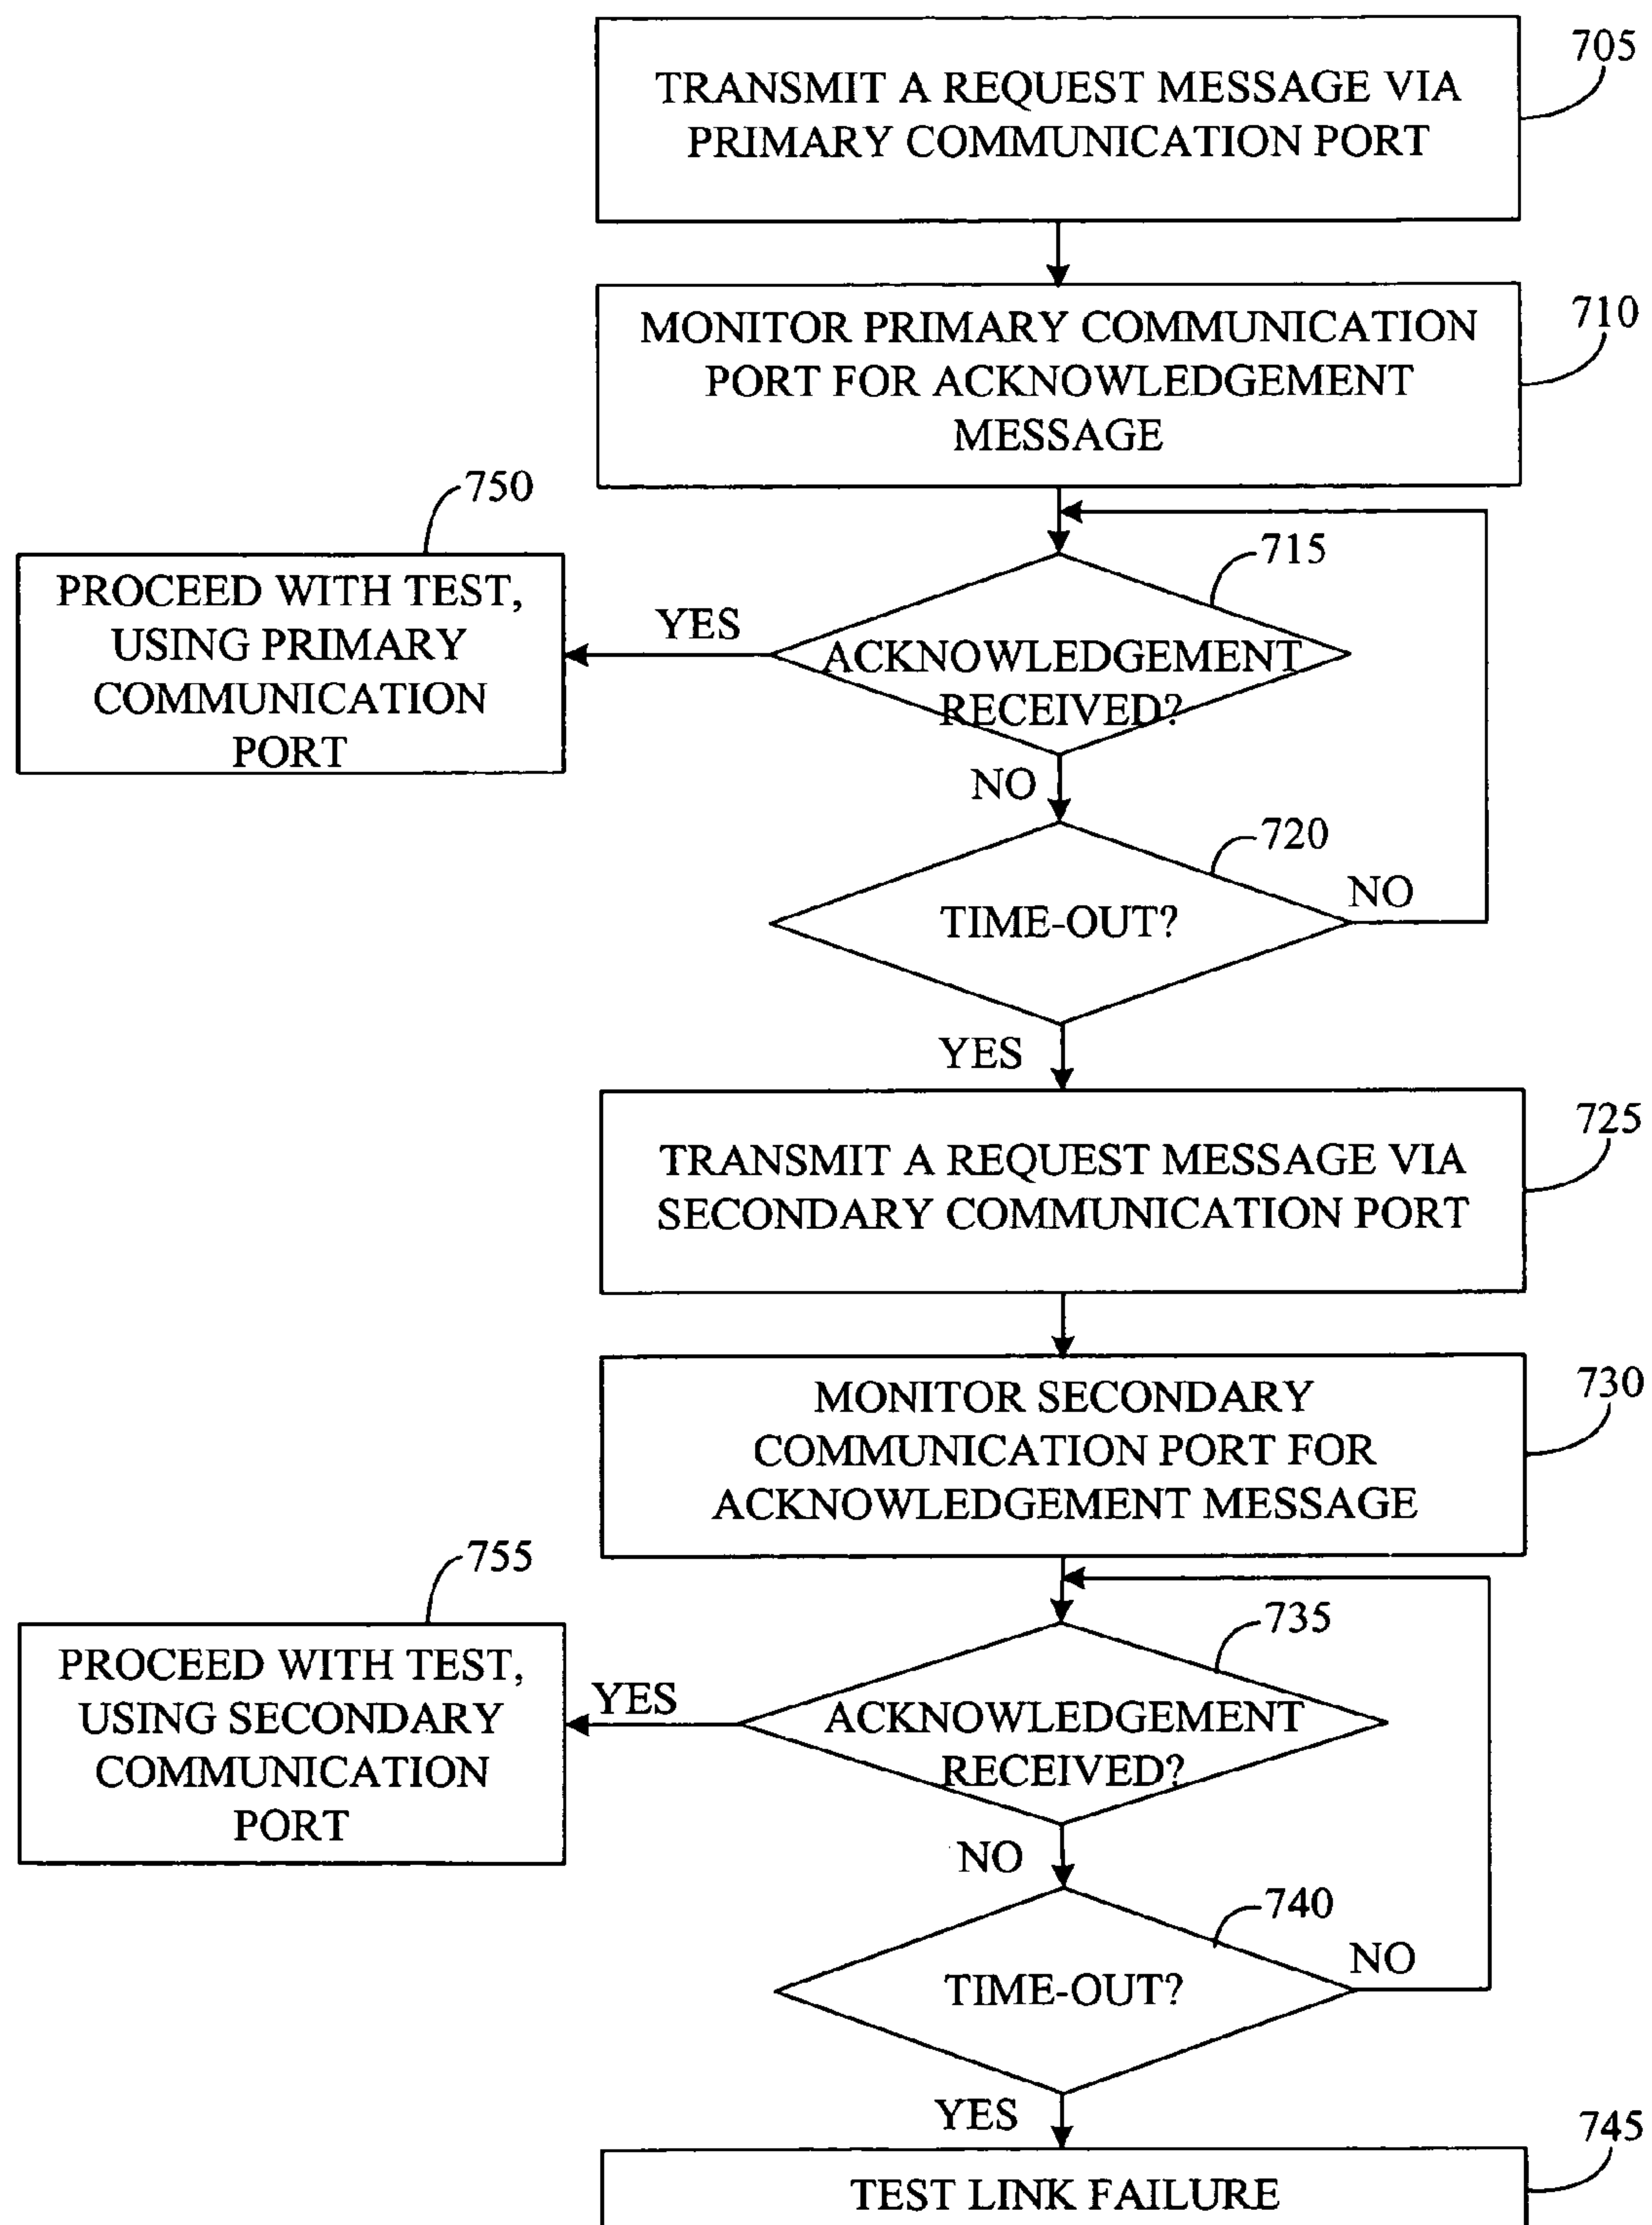 705
TRANSMIT A REQUEST MESSAGE VIA
PRIMARY COMMUNICATION PORT
710
MONITOR PRIMARY COMMUNICATION
PORT FOR ACKNOWLEDGEMENT
MESSAGE
750
PROCEED WITH TEST,
USING PRIMARY
COMMUNICATION
PORT
YES
715
ACKNOWLEDGEMENT
RECEIVED?
NO
720
TIME-OUT?
NO
YES
725
TRANSMIT A REQUEST MESSAGE VIA
SECONDARY COMMUNICATION PORT
730
MONITOR SECONDARY
COMMUNICATION PORT FOR
ACKNOWLEDGEMENT MESSAGE
755
PROCEED WITH TEST,
USING SECONDARY
COMMUNICATION
PORT
YES
735
ACKNOWLEDGEMENT
RECEIVED?
NO
740
TIME-OUT?
NO
YES
745
TEST LINK FAILURE